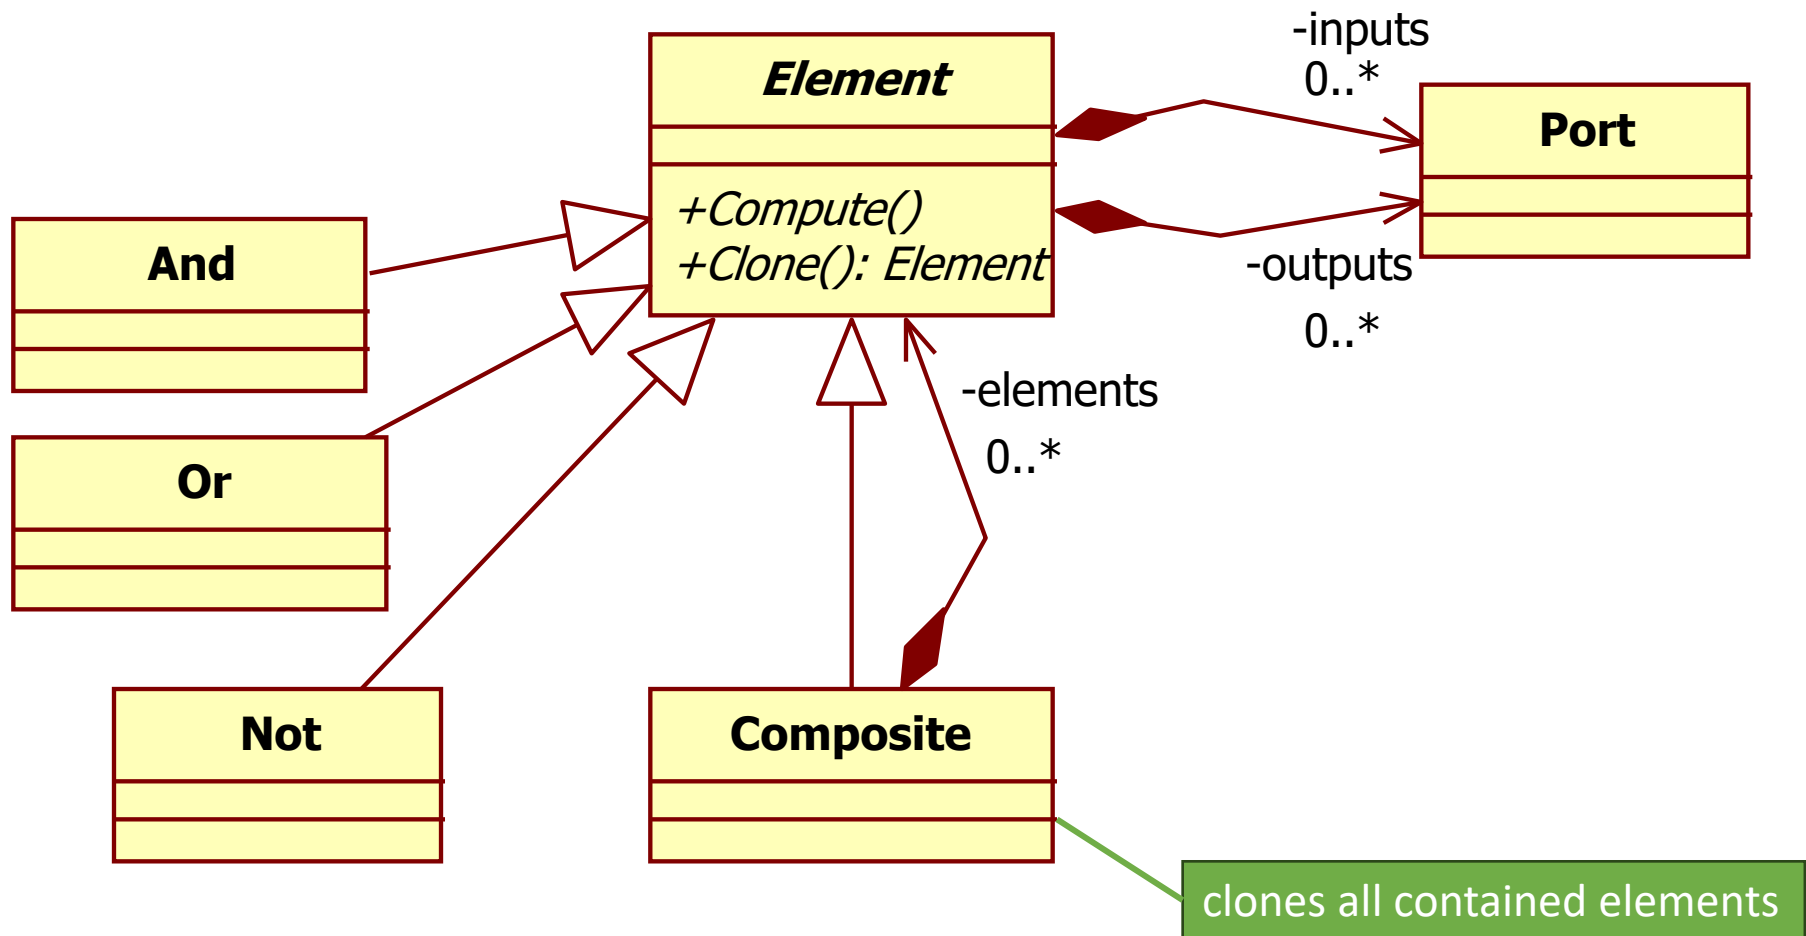 Element
+Compute()
+Clone(): Element
-inputs
0..*
Port
-outputs
0..*
And
Or
-elements
0..*
Not
Composite
clones all contained elements